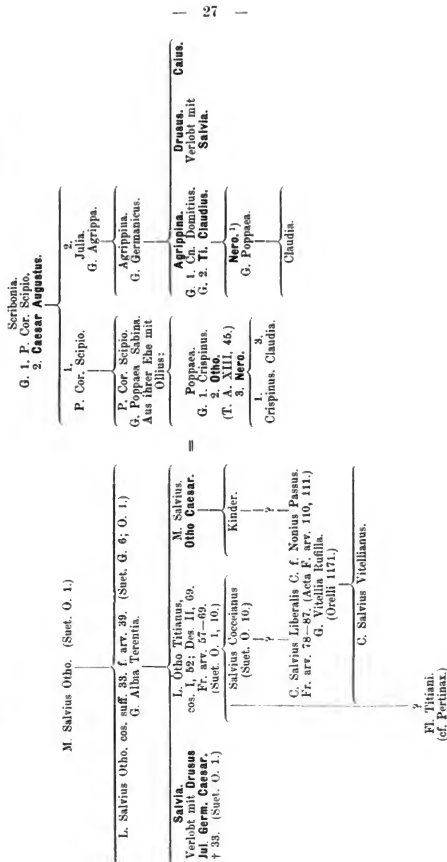 — 27 —
Scribonia.
G. 1. P. Cor. Scipio,
2. Caesar Augustus.
1.
P. Cor. Scipio.
2.
Julia.
G. Agrippa.
P. Cor. Scipio.
G. Poppaea Sabina.
Aus ihrer Ehe mit
Ollius:
Agrippina.
G. Germanicus.
Poppaea.
G. 1. Crispinus.
2. Otho.
(T. A. XIII, 45.)
3. Nero.
Agrippina.
G. 1. Cn. Domitius.
G. 2. Ti. Claudius.
Drusus.
Verlobt mit
Salvia.
Caius.
1. 3.
Crispinus, Claudia.
Nero. ¹)
G. Poppaea.
Claudia.
=
M. Salvius Otho. (Suet. O. 1.)
L. Salvius Otho. cos. suff. 33. f. arv. 39. (Suet. G. 6; O. 1.)
G. Albia Terentia.
Salvia.
Verlobt mit Drusus
Jul. Germ. Caesar.
† 33. (Suet. O. 1.)
L. Otho Titianus,
cos. I, 52; Des. II, 69.
Fr. arv. 57—69.
(Suet. O. 1, 10.)
M. Salvius.
Otho Caesar.
Salvius Cocceianus
(Suet. O. 10.)
Kinder.
? ?
C. Salvius Liberalis C. f. Nonius Passus.
Fr. arv. 78—87. (Acta F. arv. 110, 111.)
G. Vitellia Rufilla.
(Orelli 1171.)
C. Salvius Vitellianus.
?
Fl. Titiani.
(cf. Pertinax.)